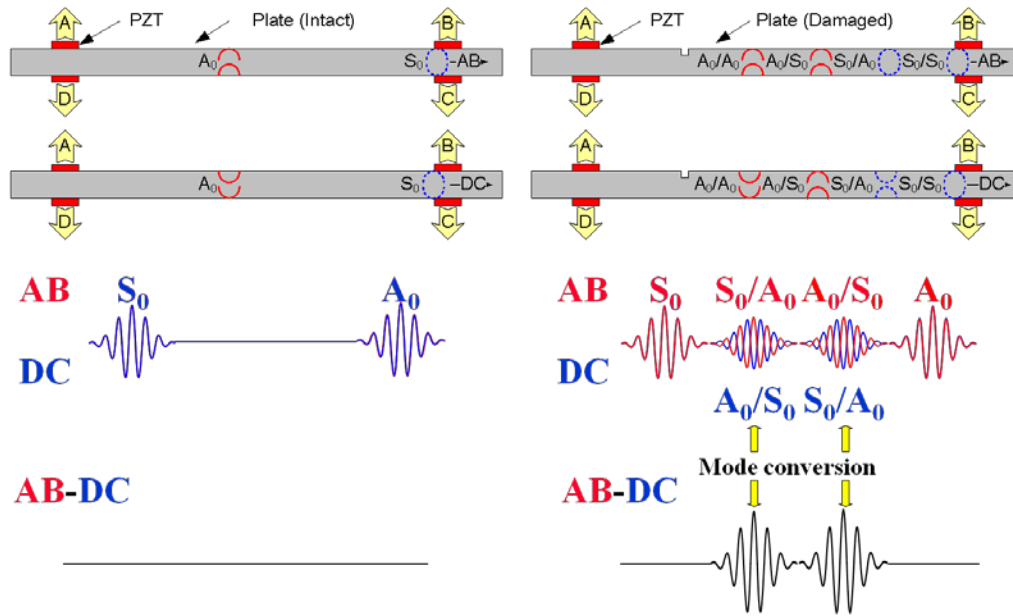 A PZT Plate (Intact) B
A₀ S₀ -AB
D C
A B
A₀ S₀ -DC
D C
AB S₀ A₀
DC
AB-DC
A PZT Plate (Damaged) B
A₀/A₀ A₀/S₀ S₀/A₀ S₀/S₀ -AB
D C
A B
A₀/A₀ A₀/S₀ S₀/A₀ S₀/S₀ -DC
D C
AB S₀ S₀/A₀ A₀/S₀ A₀
DC
A₀/S₀ S₀/A₀
Mode conversion
AB-DC